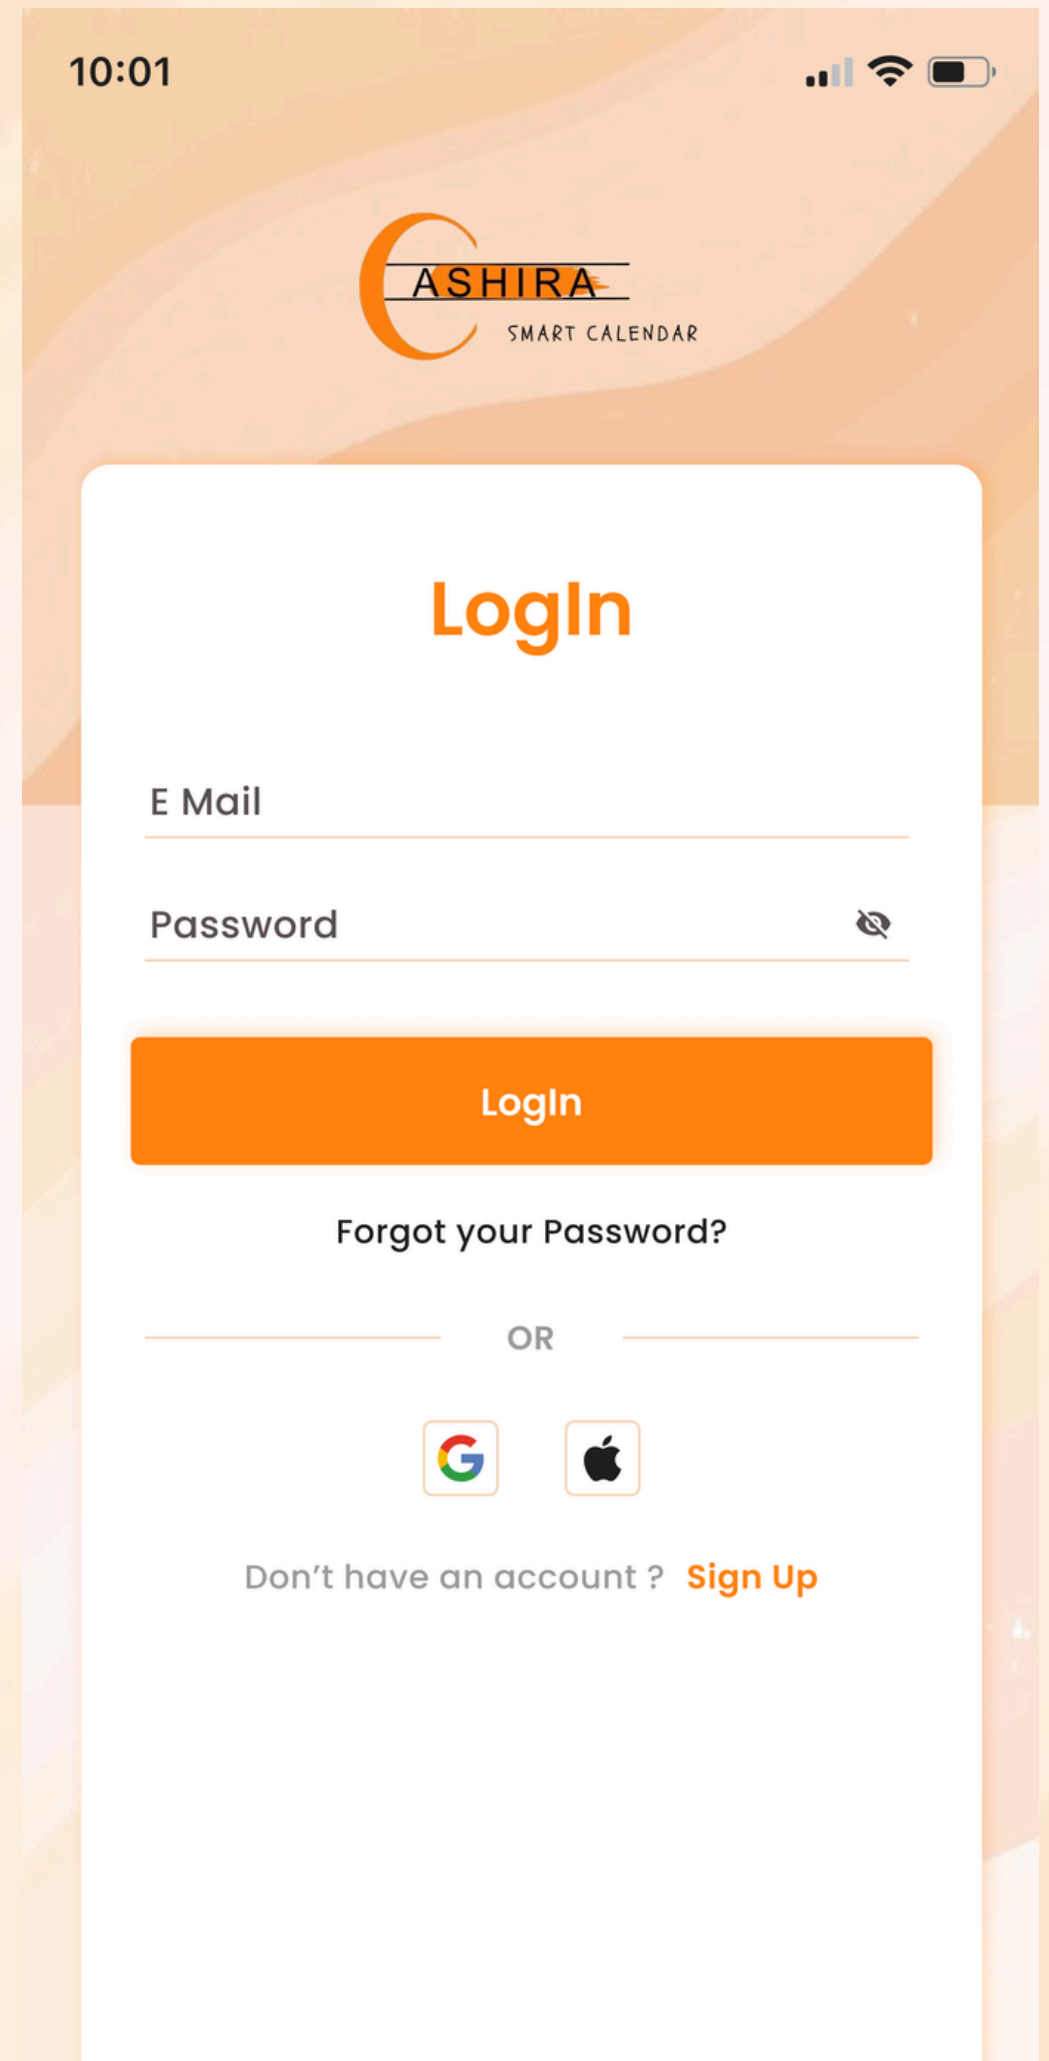 10:01
ASHIRA
SMART CALENDAR
LogIn
E Mail
Password
LogIn
Forgot your Password?
OR
Don't have an account ? Sign Up